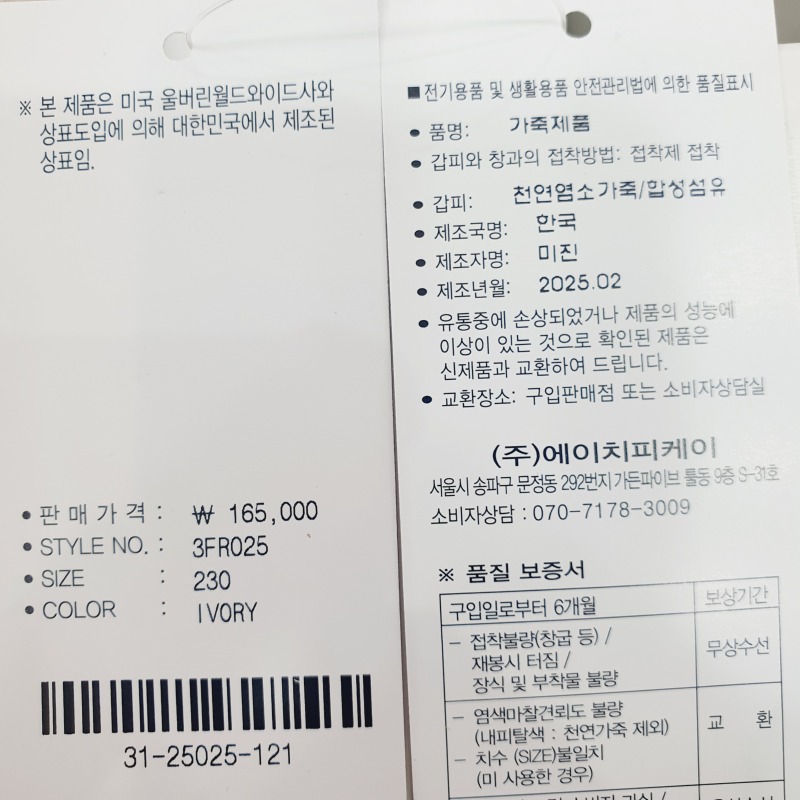 ※ 본 제품은 미국 울버린월드와이드사와
상표도입에 의해 대한민국에서 제조된
상표임.
• 판 매 가 격 : ₩ 165,000
• STYLE NO. : 3FR025
• SIZE : 230
• COLOR : IVORY
31-25025-121
■ 전기용품 및 생활용품 안전관리법에 의한 품질표시
• 품명: 가죽제품
• 갑피와 창과의 접착방법: 접착제 접착
• 갑피: 천연염소가죽/합성섬유
• 제조국명: 한국
• 제조자명: 미진
• 제조년월: 2025.02
• 유통중에 손상되었거나 제품의 성능에
이상이 있는 것으로 확인된 제품은
신제품과 교환하여 드립니다.
• 교환장소: 구입판매점 또는 소비자상담실
(주)에이치피케이
서울시 송파구 문정동 292번지 가든파이브 툴동 9층 S-31호
소비자상담 : 070-7178-3009
※ 품질 보증서
구입일로부터 6개월 보상기간
- 접착불량(창굽 등) /
재봉시 터짐 /
장식 및 부착물 불량
무상수선
- 염색마찰견뢰도 불량
(내피탈색 : 천연가죽 제외)
- 치수 (SIZE)불일치
(미 사용한 경우)
교 환